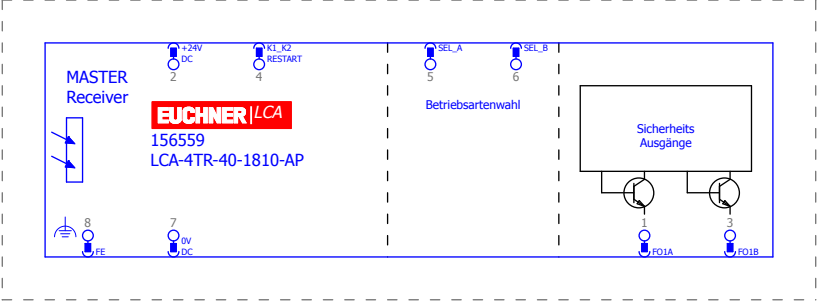 +24V
DC
2
K1_K2
RESTART
4
SEL_A
5
SEL_B
6
MASTER
Receiver
EUCHNER LCA
156559
LCA-4TR-40-1810-AP
Betriebsartenwahl
Sicherheits
Ausgänge
8
FE
7
0V
DC
1
FO1A
3
FO1B